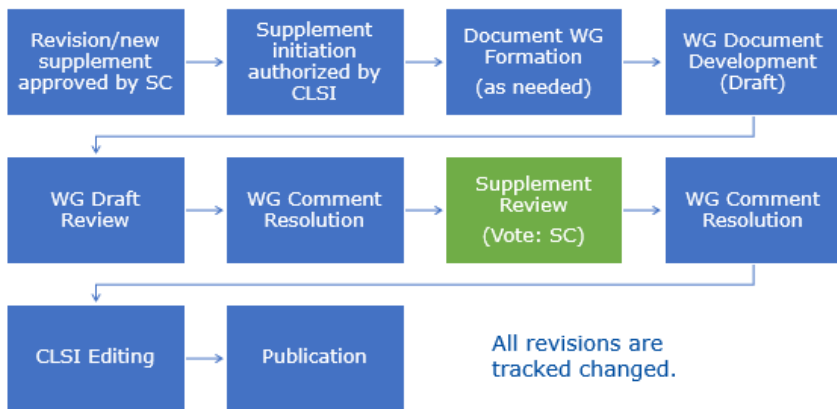 Revision/new
supplement
approved by SC
Supplement
initiation
authorized by
CLSI
Document WG
Formation
(as needed)
WG Document
Development
(Draft)
WG Draft
Review
WG Comment
Resolution
Supplement
Review
(Vote: SC)
WG Comment
Resolution
CLSI Editing
Publication
All revisions are
tracked changed.